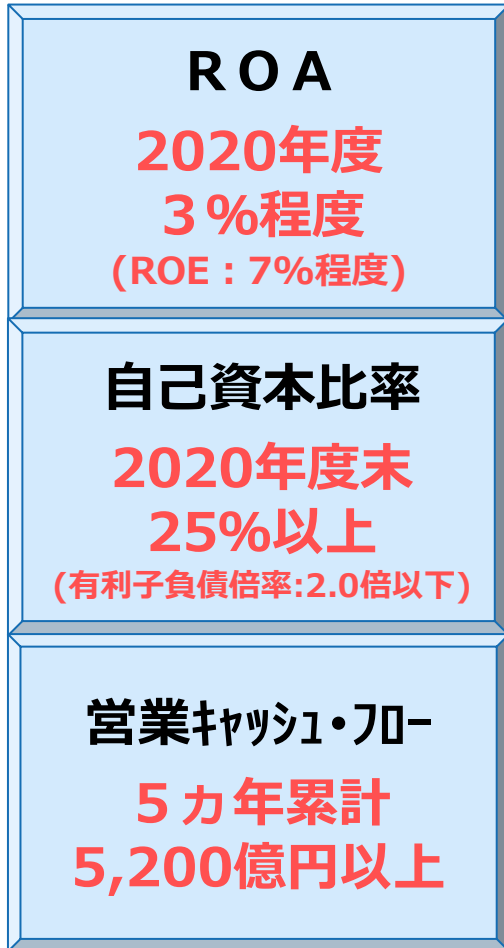 ＲＯＡ
2020年度
３%程度
(ROE：7%程度)
自己資本比率
2020年度末
25%以上
(有利子負債倍率:2.0倍以下)
営業ｷｬｯｼｭ・ﾌﾛｰ
５ヵ年累計
5,200億円以上